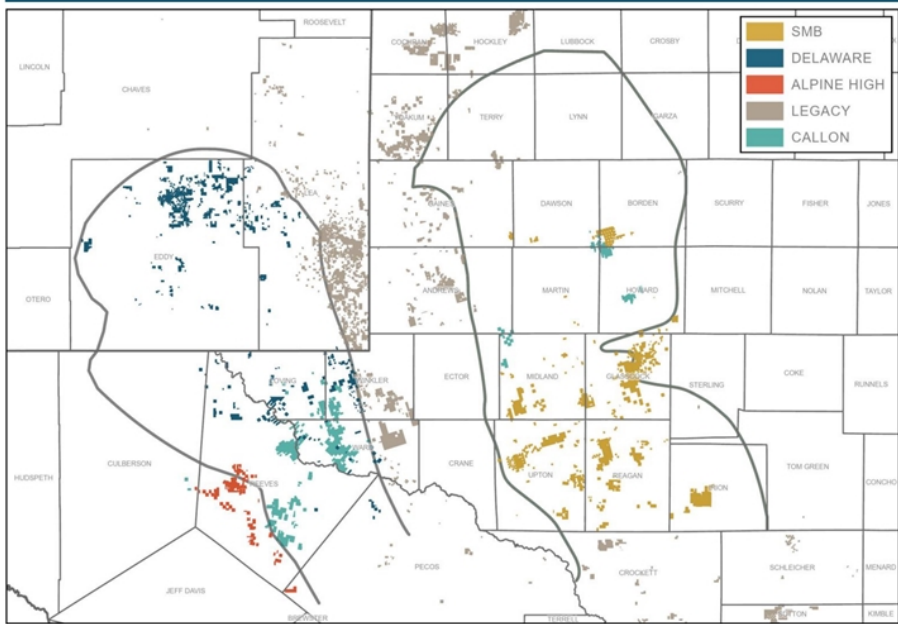 ROOSEVELT
LINCOLN
CHAVES
COCHRAN
HOCKLEY
LUBBOCK
CROSBY
SMB
DELAWARE
ALPINE HIGH
LEGACY
CALLON
YOAKUM
TERRY
LYNN
GARZA
LEA
GAINES
DAWSON
BORDEN
SCURRY
FISHER
JONES
EDDY
OTERO
ANDREWS
MARTIN
HOWARD
MITCHELL
NOLAN
TAYLOR
LOVING
WINKLER
ECTOR
MIDLAND
GLASSCOCK
STERLING
COKE
RUNNELS
HUDSPETH
CULBERSON
REEVES
WARD
CRANE
UPTON
REAGAN
IRION
TOM GREEN
CONCHO
JEFF DAVIS
PECOS
CROCKETT
SCHLEICHER
MENARD
BREWSTER
TERRELL
SUTTON
KIMBLE